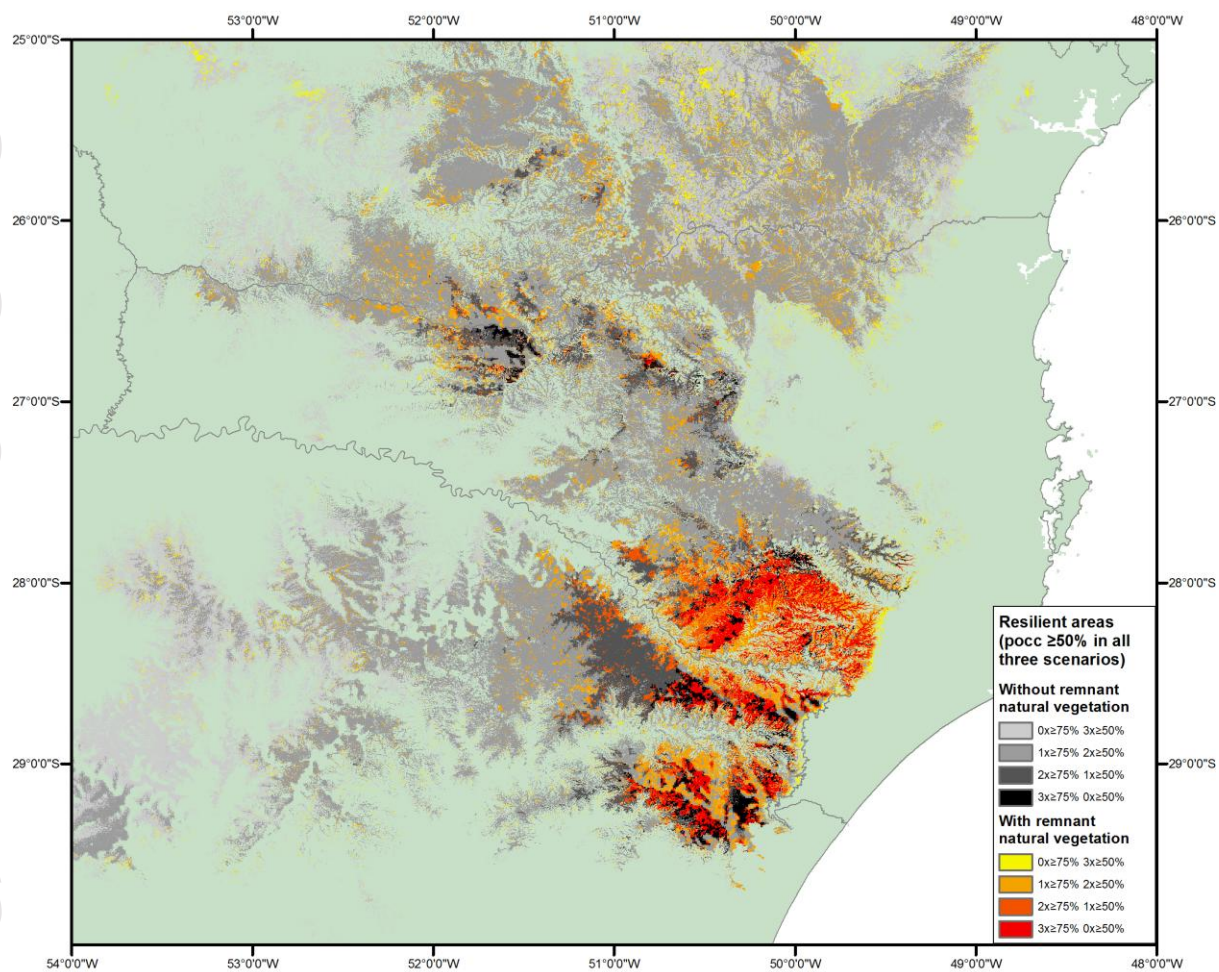 53°0'0"W 52°0'0"W 51°0'0"W 50°0'0"W 49°0'0"W 48°0'0"W
25°0'0"S
26°0'0"S 26°0'0"S
27°0'0"S 27°0'0"S
28°0'0"S 28°0'0"S
29°0'0"S 29°0'0"S
Resilient areas
(pocc ≥50% in all
three scenarios)
Without remnant
natural vegetation
0x≥75% 3x≥50%
1x≥75% 2x≥50%
2x≥75% 1x≥50%
3x≥75% 0x≥50%
With remnant
natural vegetation
0x≥75% 3x≥50%
1x≥75% 2x≥50%
2x≥75% 1x≥50%
3x≥75% 0x≥50%
54°0'0"W 53°0'0"W 52°0'0"W 51°0'0"W 50°0'0"W 49°0'0"W 48°0'0"W